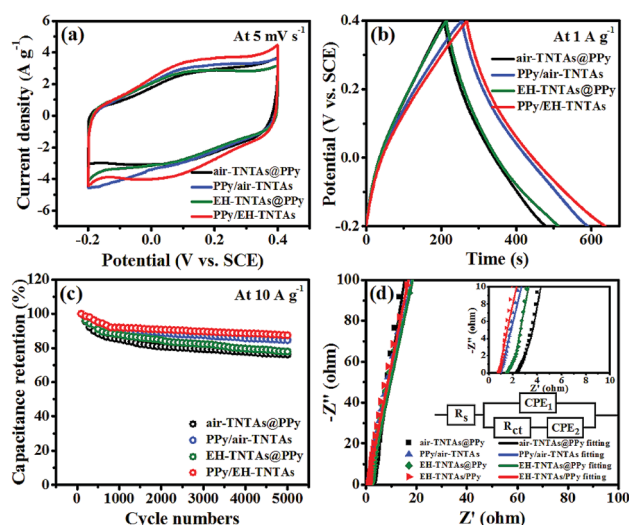 (a)
At 5 mV s-1
Current density (A g-1)
6
4
2
0
-2
-4
-6
air-TNTAs@PPy
PPy/air-TNTAs
EH-TNTAs@PPy
PPy/EH-TNTAs
-0.2
0.0
0.2
0.4
Potential (V vs. SCE)
(b)
At 1 A g-1
Potential (V vs. SCE)
0.4
0.2
0.0
-0.2
air-TNTAs@PPy
PPy/air-TNTAs
EH-TNTAs@PPy
PPy/EH-TNTAs
0
200
400
600
Time (s)
(c)
At 10 A g-1
Capacitance retention (%)
120
100
80
60
40
20
0
air-TNTAs@PPy
PPy/air-TNTAs
EH-TNTAs@PPy
PPy/EH-TNTAs
0
1000
2000
3000
4000
5000
Cycle numbers
(d)
-Z'' (ohm)
100
80
60
40
20
0
-Z'' (ohm)
10
8
6
4
2
0
0
2
4
6
8
10
Z' (ohm)
Rs
CPE1
Rct
CPE2
air-TNTAs@PPy
air-TNTAs@PPy fitting
PPy/air-TNTAs
PPy/air-TNTAs fitting
EH-TNTAs@PPy
EH-TNTAs@PPy fitting
EH-TNTAs/PPy
EH-TNTAs/PPy fitting
0
20
40
60
80
100
Z' (ohm)